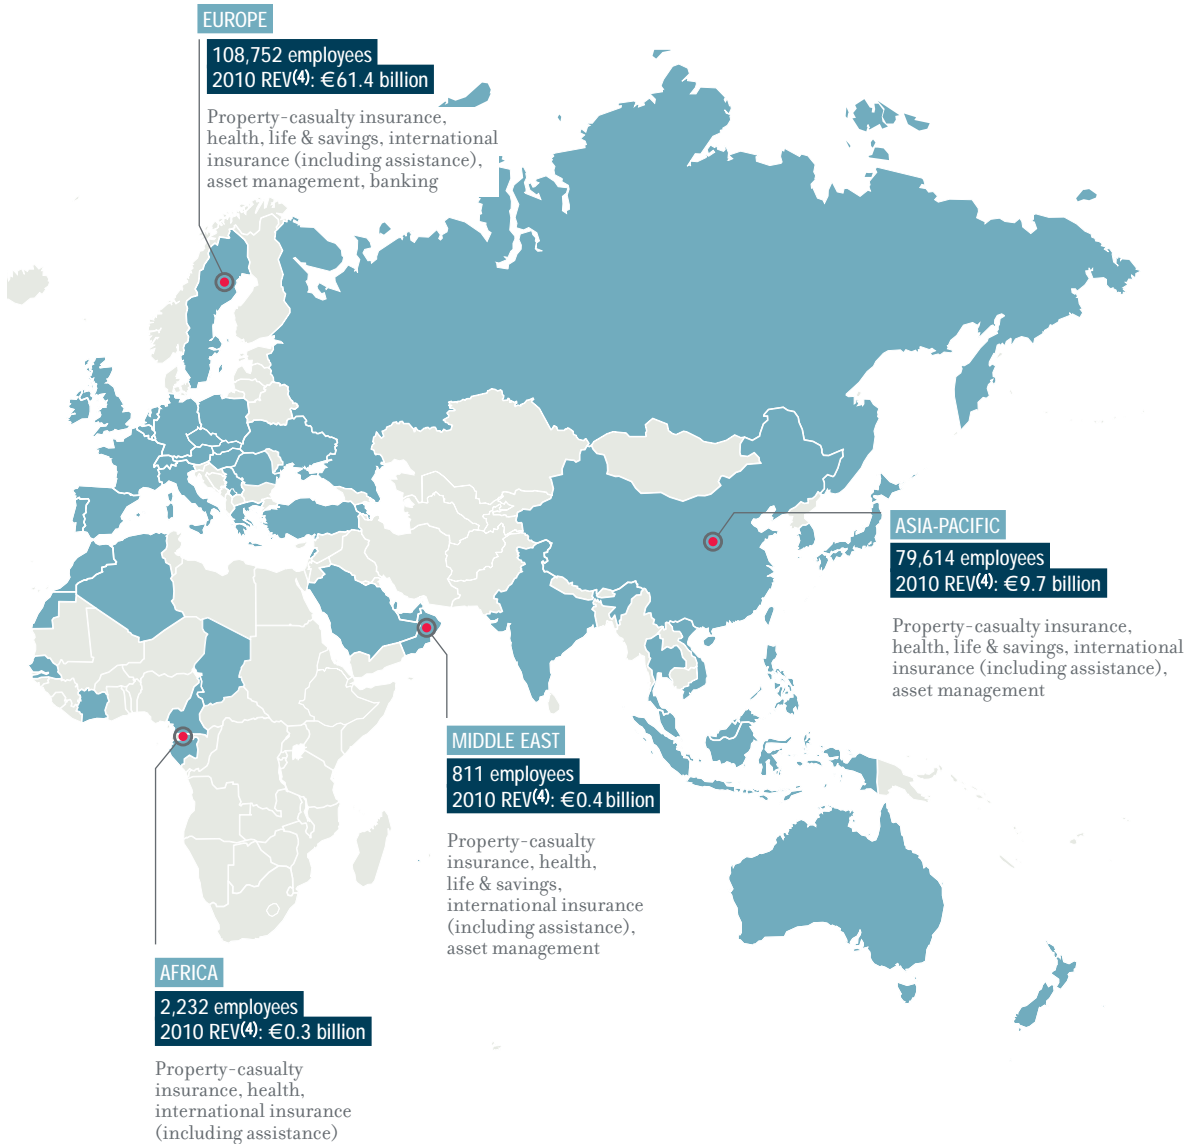 EUROPE
108,752 employees
2010 REV(4): €61.4 billion
Property-casualty insurance,
health, life & savings, international
insurance (including assistance),
asset management, banking
ASIA-PACIFIC
79,614 employees
2010 REV(4): €9.7 billion
Property-casualty insurance,
health, life & savings, international
insurance (including assistance),
asset management
MIDDLE EAST
811 employees
2010 REV(4): €0.4 billion
Property-casualty
insurance, health,
life & savings,
international insurance
(including assistance),
asset management
AFRICA
2,232 employees
2010 REV(4): €0.3 billion
Property-casualty
insurance, health,
international insurance
(including assistance)